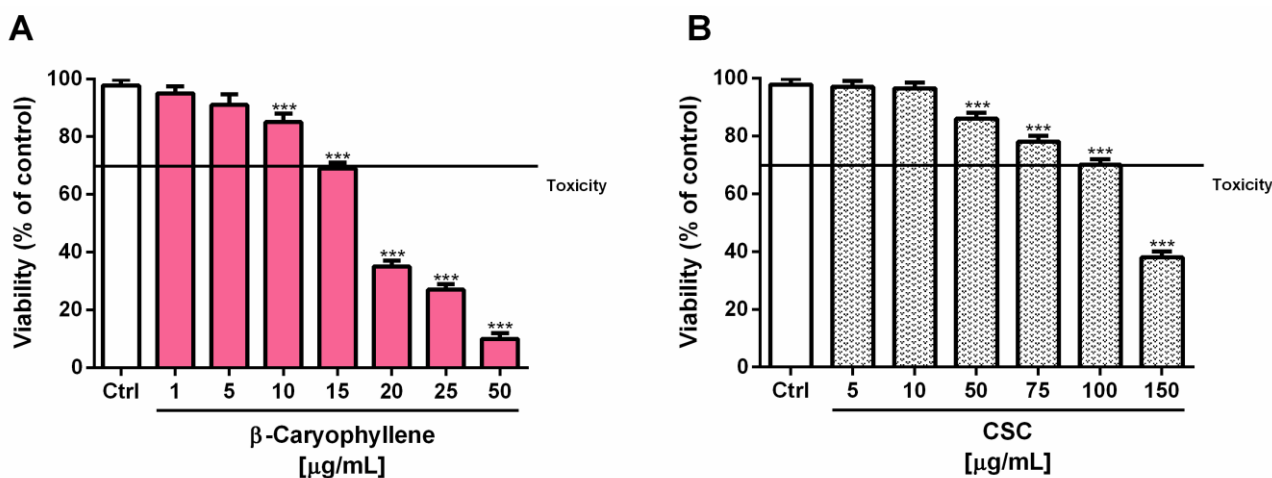 A
Viability (% of control)
100
80
60
40
20
0
***
***
***
***
***
Toxicity
Ctrl 1 5 10 15 20 25 50
β-Caryophyllene
[µg/mL]
B
Viability (% of control)
100
80
60
40
20
0
***
***
***
***
Toxicity
Ctrl 5 10 50 75 100 150
CSC
[µg/mL]